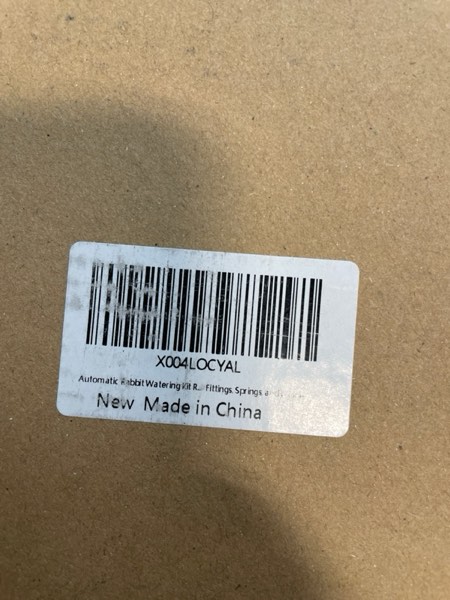 X004LOCYAL
Automatic Rabbit Watering Kit R... Fittings, Springs
New Made in China